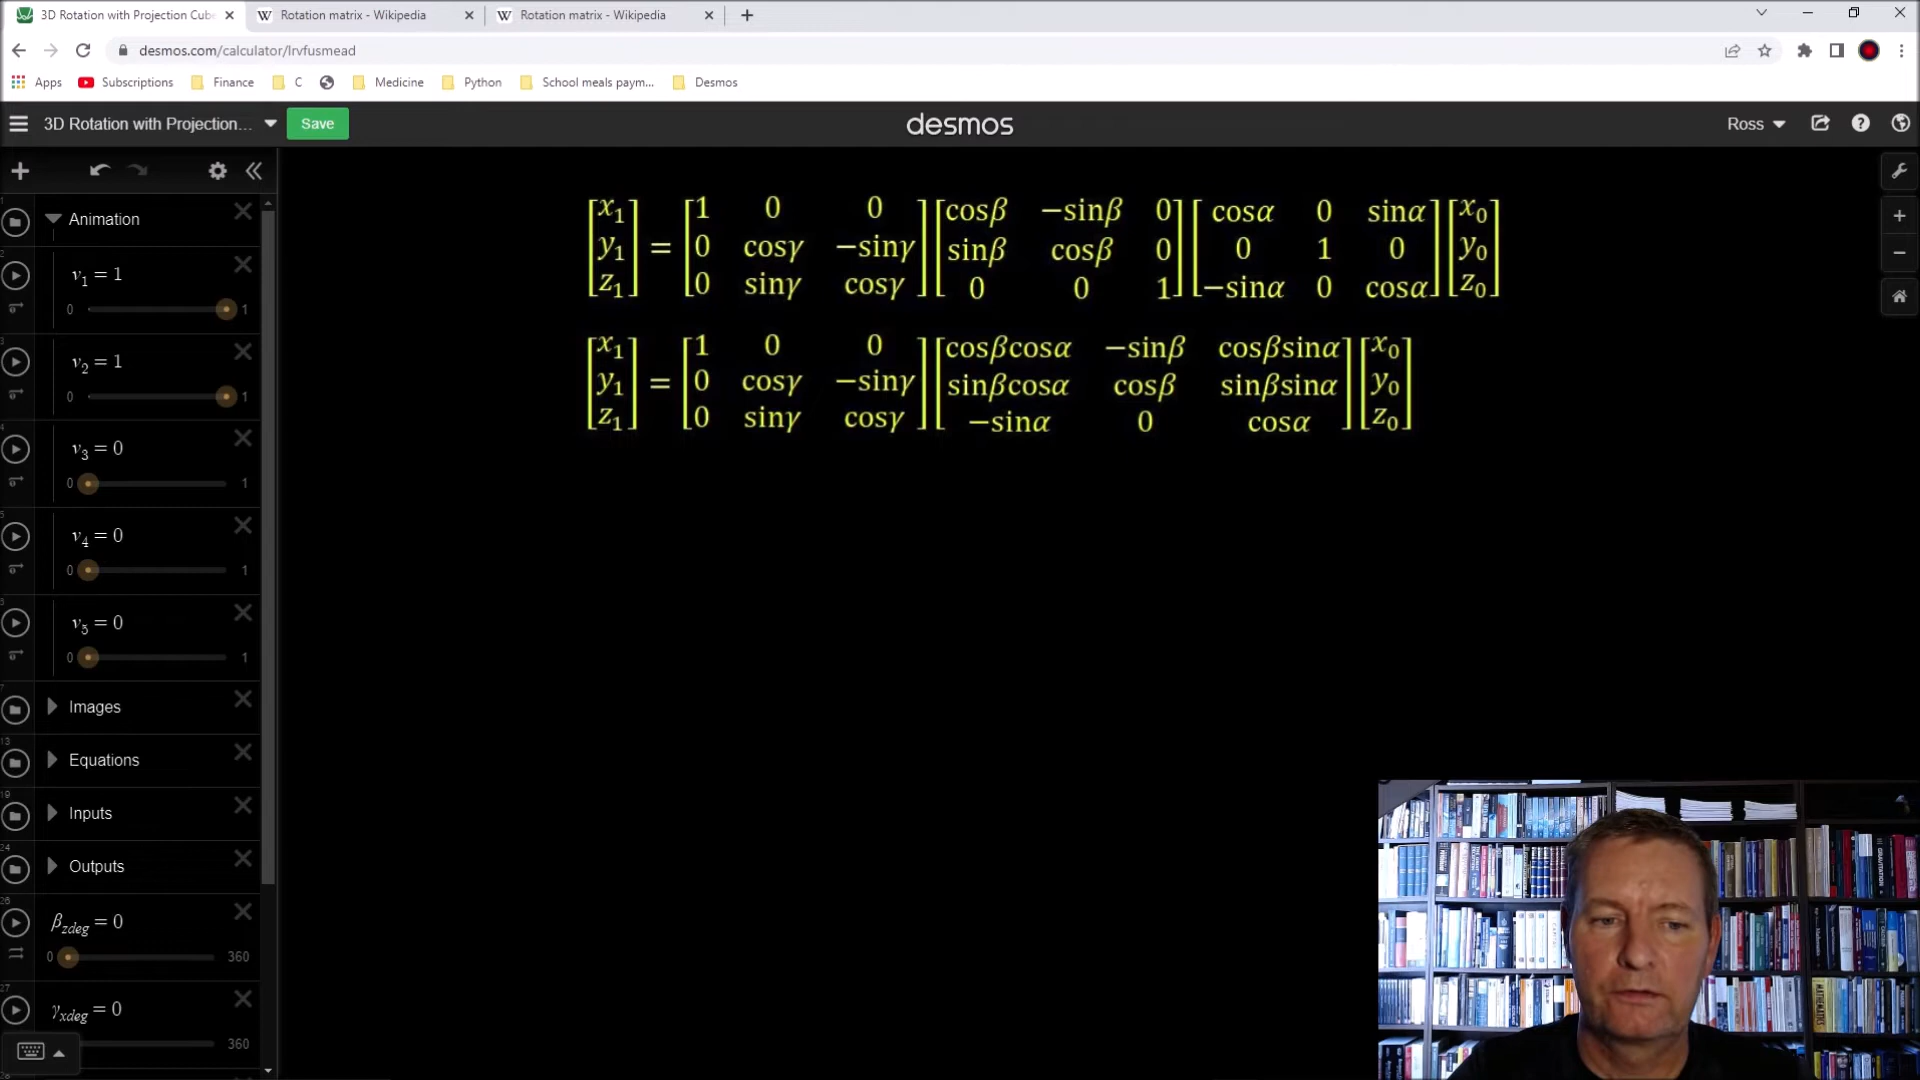 3D Rotation with Projection Cub
Rotation matrix - Wikipedia
Rotation matrix - Wikipedia
desmos.com/calculator/lrvfusmead
Apps
Subscriptions
Finance
C
Medicine
Python
School meals paym...
Desmos
3D Rotation with Projection...
Save
desmos
Ross
Animation
v₁ = 1
0 1
v₂ = 1
0 1
v₃ = 0
0 1
v₄ = 0
0 1
v₅ = 0
0 1
Images
Equations
Inputs
Outputs
β_zdeg = 0
0 360
γ_xdeg = 0
360
[x₁] [1 0 0] [cosβ −sinβ 0] [cosα 0 sinα] [x₀]
[y₁] = [0 cosγ −sinγ] [sinβ cosβ 0] [0 1 0] [y₀]
[z₁] [0 sinγ cosγ] [0 0 1] [−sinα 0 cosα] [z₀]
[x₁] [1 0 0] [cosβcosα −sinβ cosβsinα] [x₀]
[y₁] = [0 cosγ −sinγ] [sinβcosα cosβ sinβsinα] [y₀]
[z₁] [0 sinγ cosγ] [−sinα 0 cosα] [z₀]
GRAVITATION
MATHEMATICS